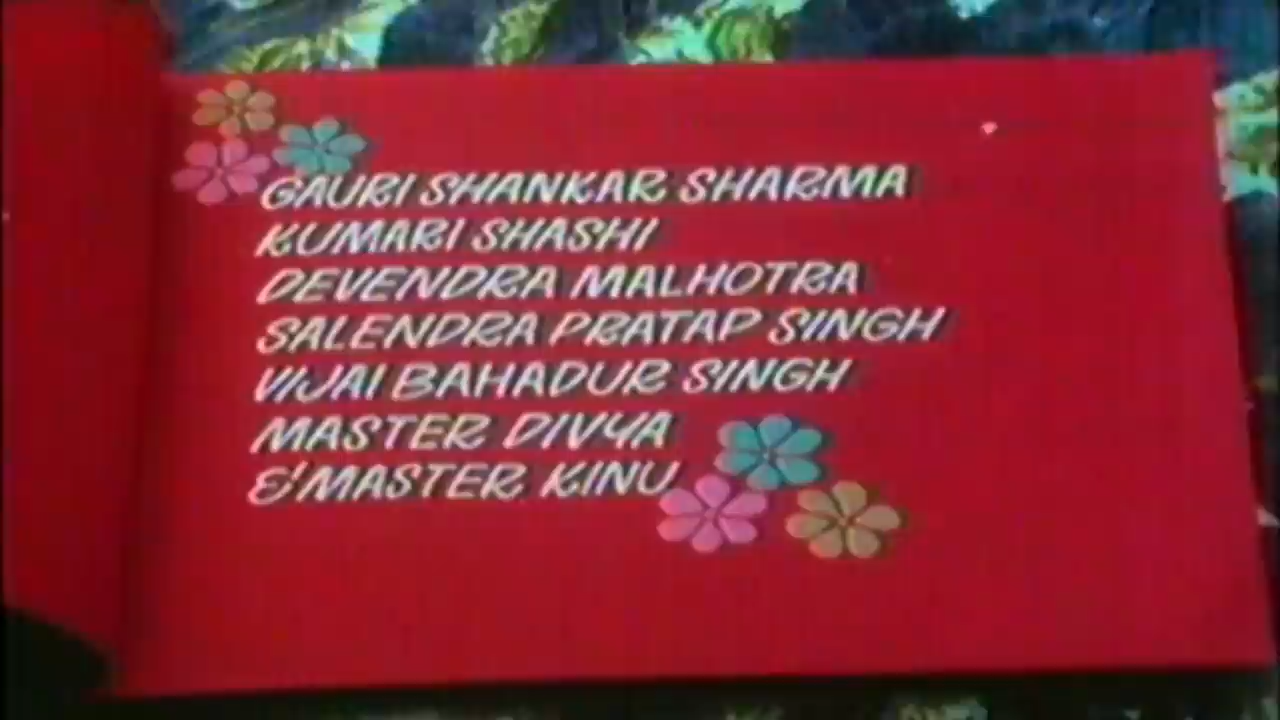 GAURI SHANKAR SHARMA
KUMARI SHASHI
DEVENDRA MALHOTRA
SALENDRA PRATAP SINGH
VIJAI BAHADUR SINGH
MASTER DIVYA
& MASTER KINU